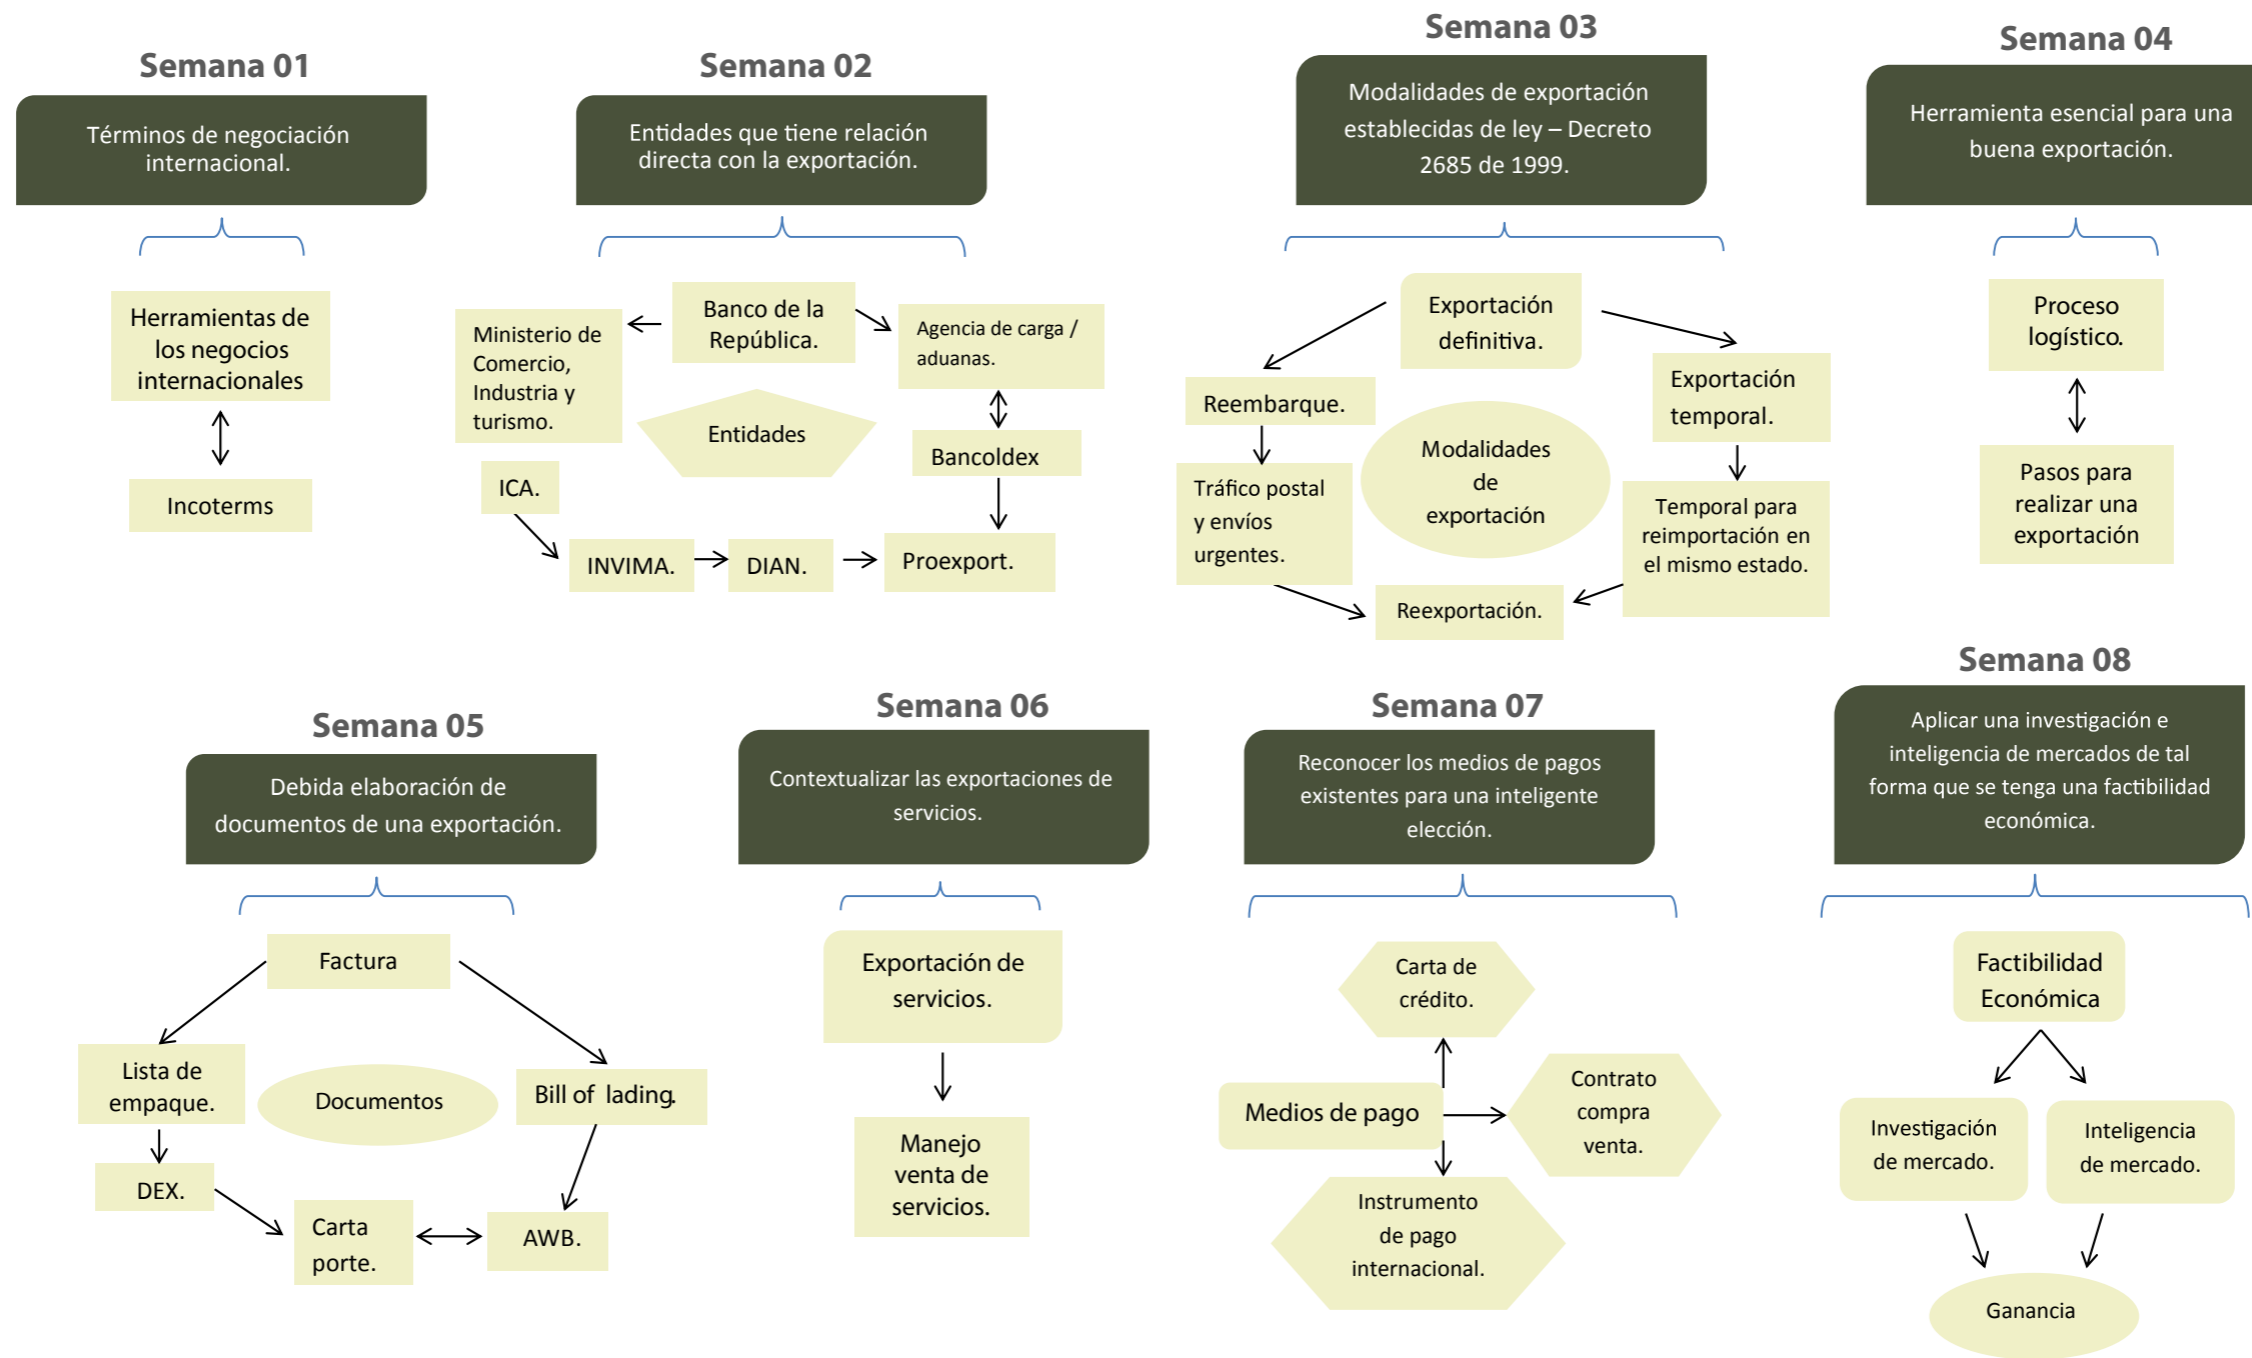 Semana 01
Términos de negociación
internacional.
Herramientas de
los negocios
internacionales
Incoterms
Semana 02
Entidades que tiene relación
directa con la exportación.
Banco de la
República.
Ministerio de
Comercio,
Industria y
turismo.
Agencia de carga /
aduanas.
Entidades
Bancoldex
ICA.
INVIMA.
DIAN.
Proexport.
Semana 03
Modalidades de exportación
establecidas de ley – Decreto
2685 de 1999.
Exportación
definitiva.
Reembarque.
Exportación
temporal.
Modalidades
de
exportación
Tráfico postal
y envíos
urgentes.
Temporal para
reimportación en
el mismo estado.
Reexportación.
Semana 04
Herramienta esencial para una
buena exportación.
Proceso
logístico.
Pasos para
realizar una
exportación
Semana 05
Debida elaboración de
documentos de una exportación.
Factura
Lista de
empaque.
Documentos
Bill of lading.
DEX.
Carta
porte.
AWB.
Semana 06
Contextualizar las exportaciones de
servicios.
Exportación de
servicios.
Manejo
venta de
servicios.
Semana 07
Reconocer los medios de pagos
existentes para una inteligente
elección.
Carta de
crédito.
Medios de pago
Contrato
compra
venta.
Instrumento
de pago
internacional.
Semana 08
Aplicar una investigación e
inteligencia de mercados de tal
forma que se tenga una factibilidad
económica.
Factibilidad
Económica
Investigación
de mercado.
Inteligencia
de mercado.
Ganancia